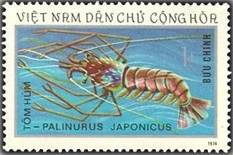 VIỆT NAM DÂN CHỦ CỘNG HÒA
TÔM HÙM
- PALINURUS JAPONICUS
BƯU CHÍNH